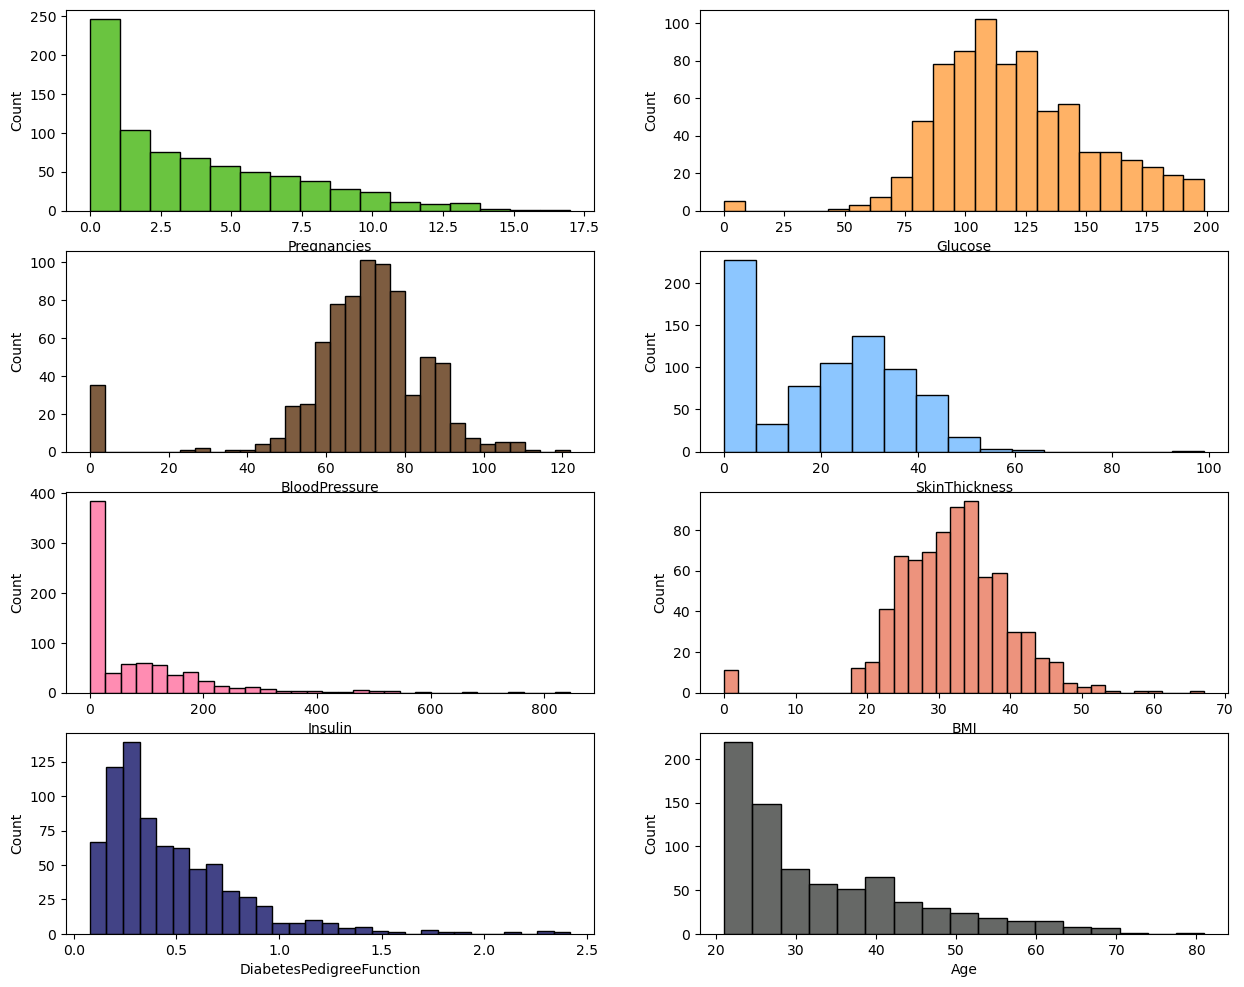 250
200
150
100
50
0
Count
0.0 2.5 5.0 7.5 10.0 12.5 15.0 17.5
Pregnancies
100
80
60
40
20
0
Count
0 25 50 75 100 125 150 175 200
Glucose
100
80
60
40
20
0
Count
0 20 40 60 80 100 120
BloodPressure
200
150
100
50
0
Count
0 20 40 60 80 100
SkinThickness
400
300
200
100
0
Count
0 200 400 600 800
Insulin
80
60
40
20
0
Count
0 10 20 30 40 50 60 70
BMI
125
100
75
50
25
0
Count
0.0 0.5 1.0 1.5 2.0 2.5
DiabetesPedigreeFunction
200
150
100
50
0
Count
20 30 40 50 60 70 80
Age